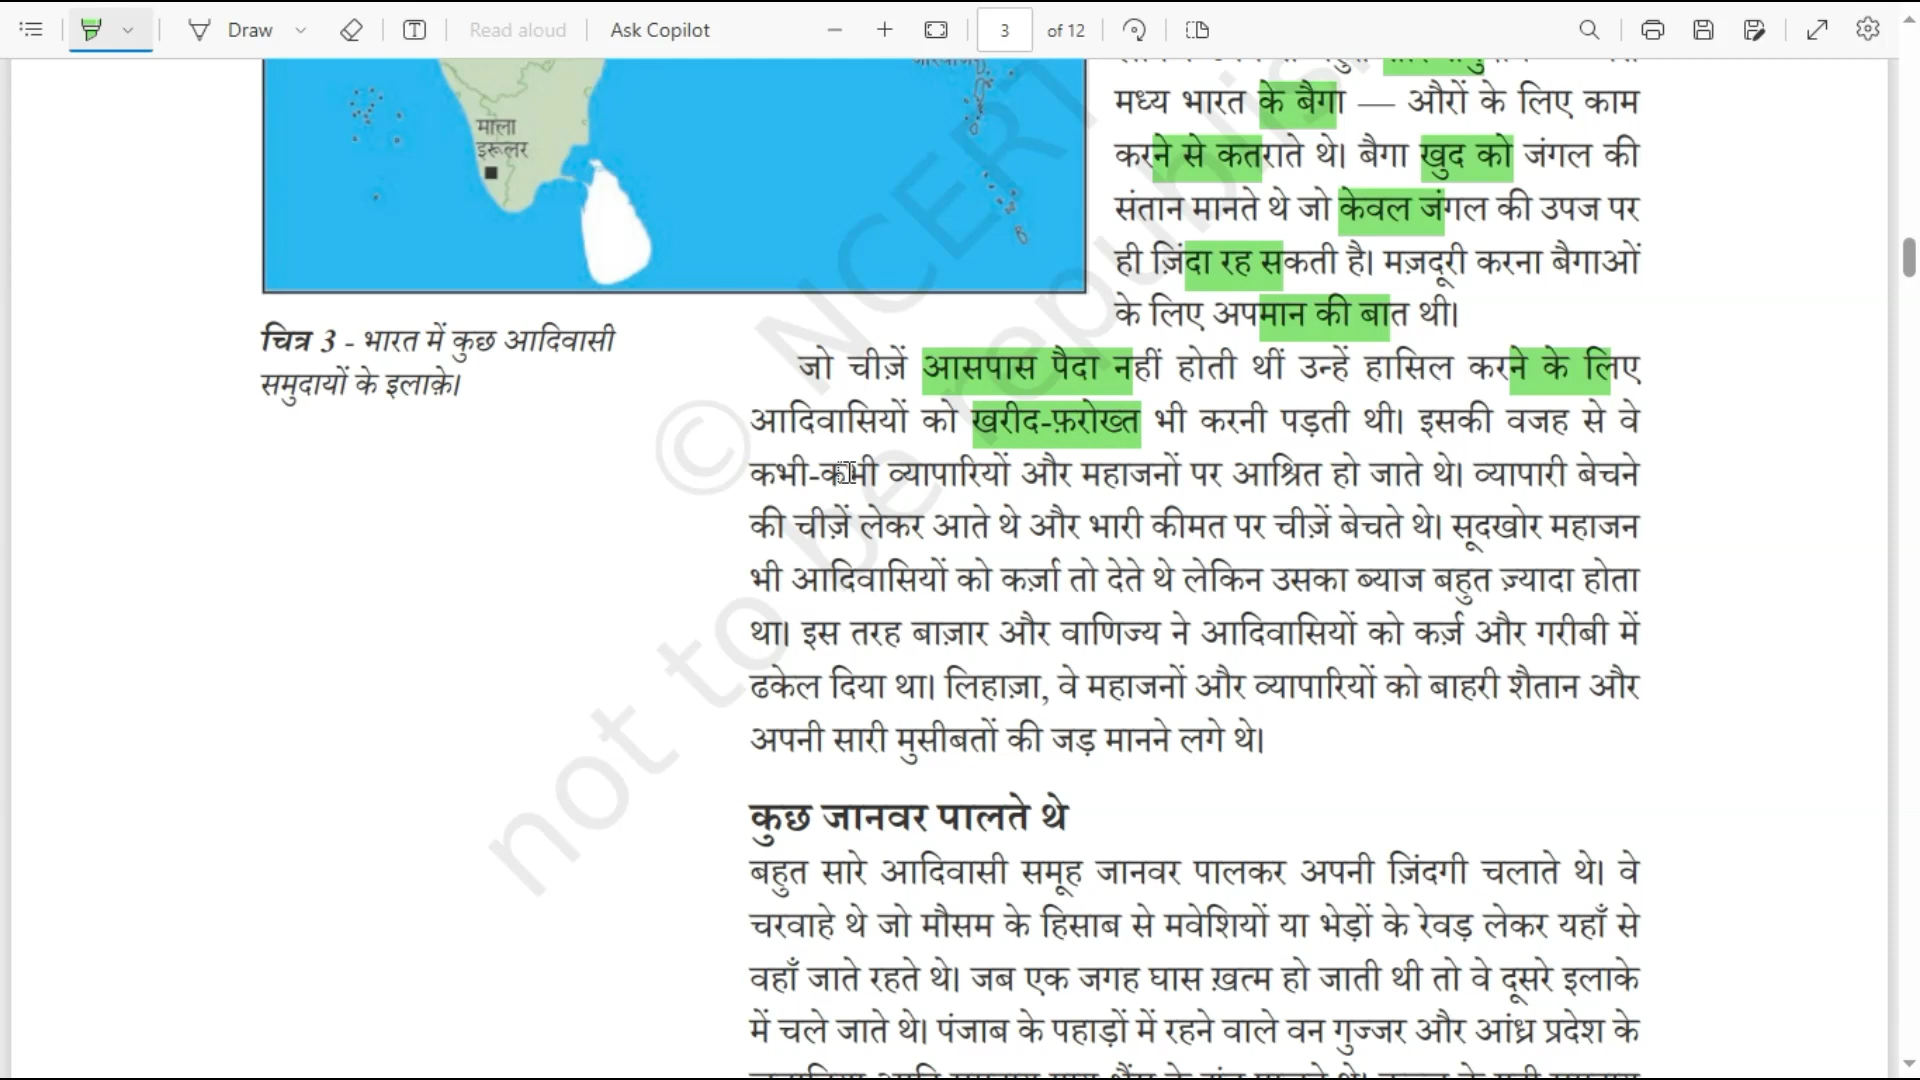 Draw
Read aloud
Ask Copilot
3
of 12
माला
इरूलर
मध्य भारत के बैगा — औरों के लिए काम
करने से कतराते थे। बैगा खुद को जंगल की
संतान मानते थे जो केवल जंगल की उपज पर
ही ज़िंदा रह सकती है। मज़दूरी करना बैगाओं
के लिए अपमान की बात थी।
चित्र 3 - भारत में कुछ आदिवासी
समुदायों के इलाक़े।
जो चीज़ें आसपास पैदा नहीं होती थीं उन्हें हासिल करने के लिए
आदिवासियों को खरीद-फ़रोख्त भी करनी पड़ती थी। इसकी वजह से वे
कभी-कभी व्यापारियों और महाजनों पर आश्रित हो जाते थे। व्यापारी बेचने
की चीज़ें लेकर आते थे और भारी कीमत पर चीज़ें बेचते थे। सूदखोर महाजन
भी आदिवासियों को कर्ज़ा तो देते थे लेकिन उसका ब्याज बहुत ज़्यादा होता
था। इस तरह बाज़ार और वाणिज्य ने आदिवासियों को कर्ज़ और गरीबी में
ढकेल दिया था। लिहाज़ा, वे महाजनों और व्यापारियों को बाहरी शैतान और
अपनी सारी मुसीबतों की जड़ मानने लगे थे।
कुछ जानवर पालते थे
बहुत सारे आदिवासी समूह जानवर पालकर अपनी ज़िंदगी चलाते थे। वे
चरवाहे थे जो मौसम के हिसाब से मवेशियों या भेड़ों के रेवड़ लेकर यहाँ से
वहाँ जाते रहते थे। जब एक जगह घास ख़त्म हो जाती थी तो वे दूसरे इलाके
में चले जाते थे। पंजाब के पहाड़ों में रहने वाले वन गुज्जर और आंध्र प्रदेश के
© NCERT
not to be republis